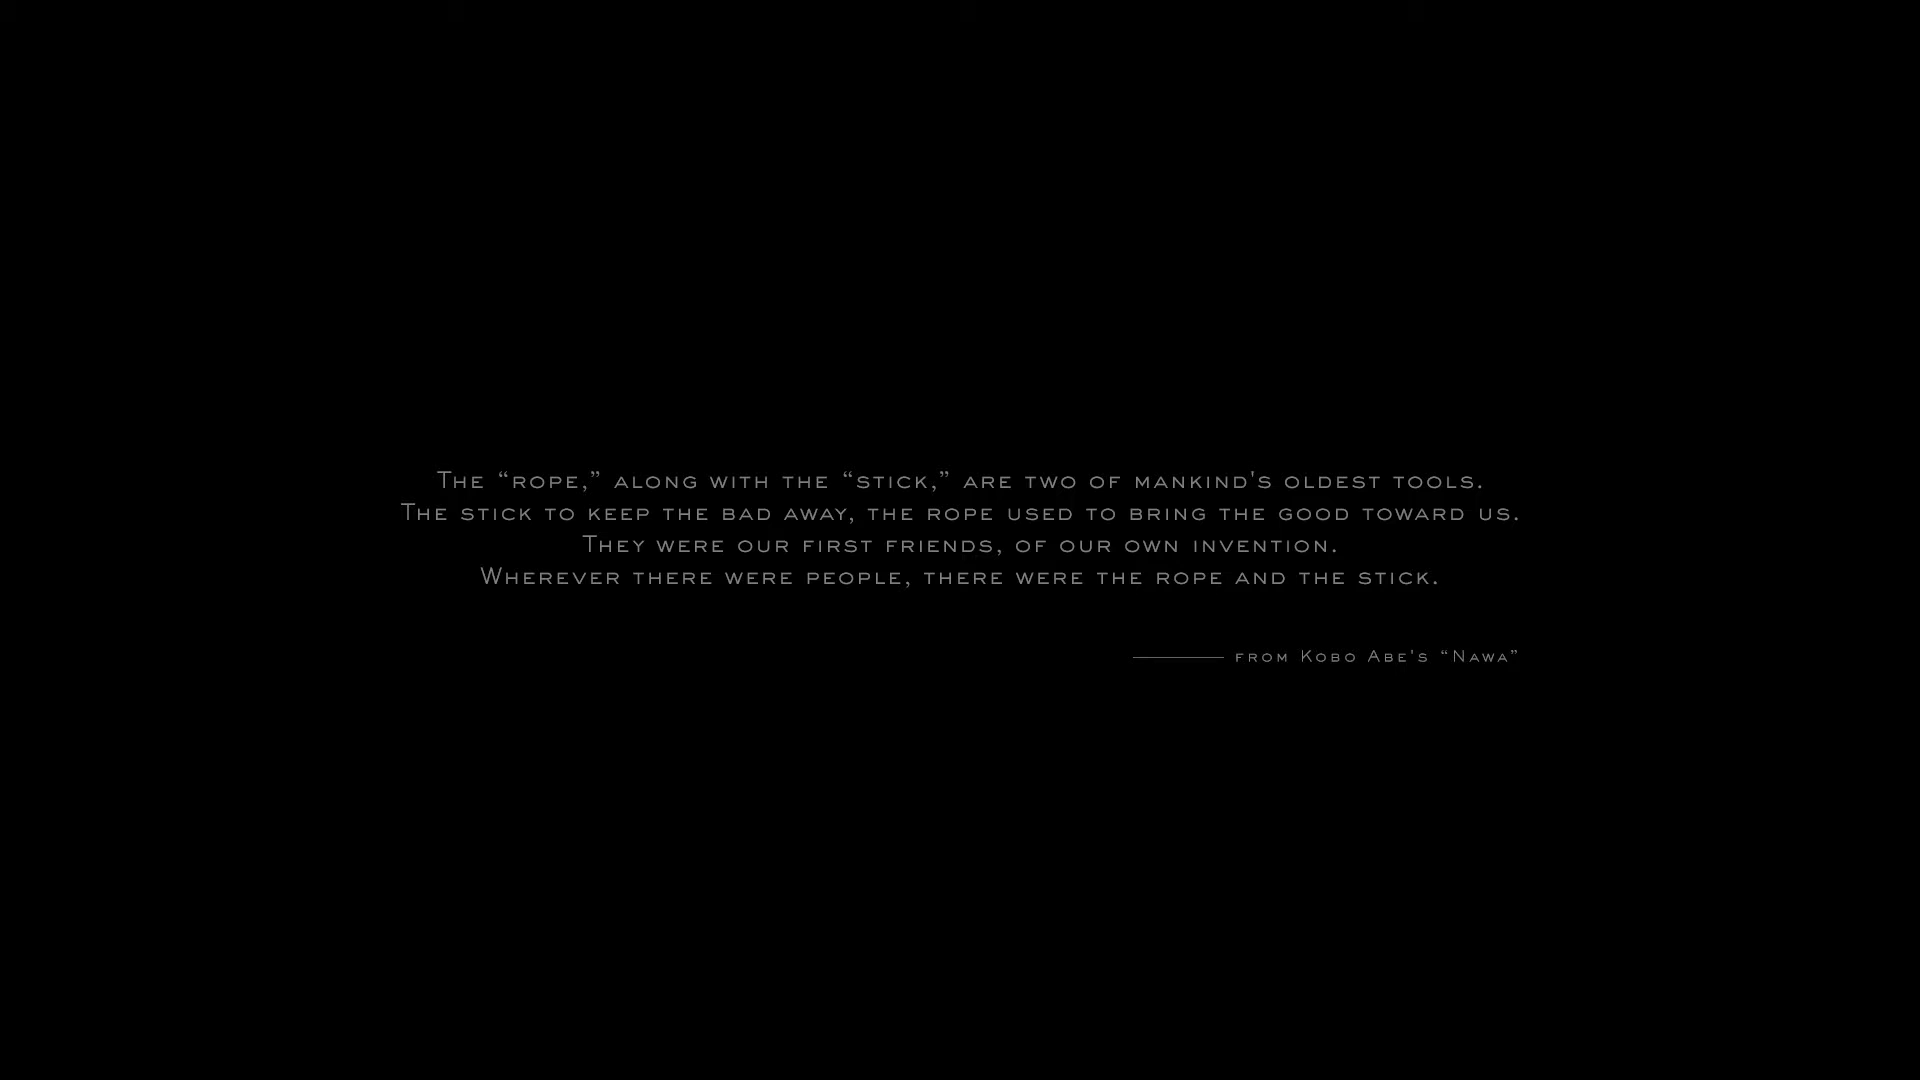 The “rope,” along with the “stick,” are two of mankind's oldest tools.
The stick to keep the bad away, the rope used to bring the good toward us.
They were our first friends, of our own invention.
Wherever there were people, there were the rope and the stick.
——— from Kobo Abe's “Nawa”